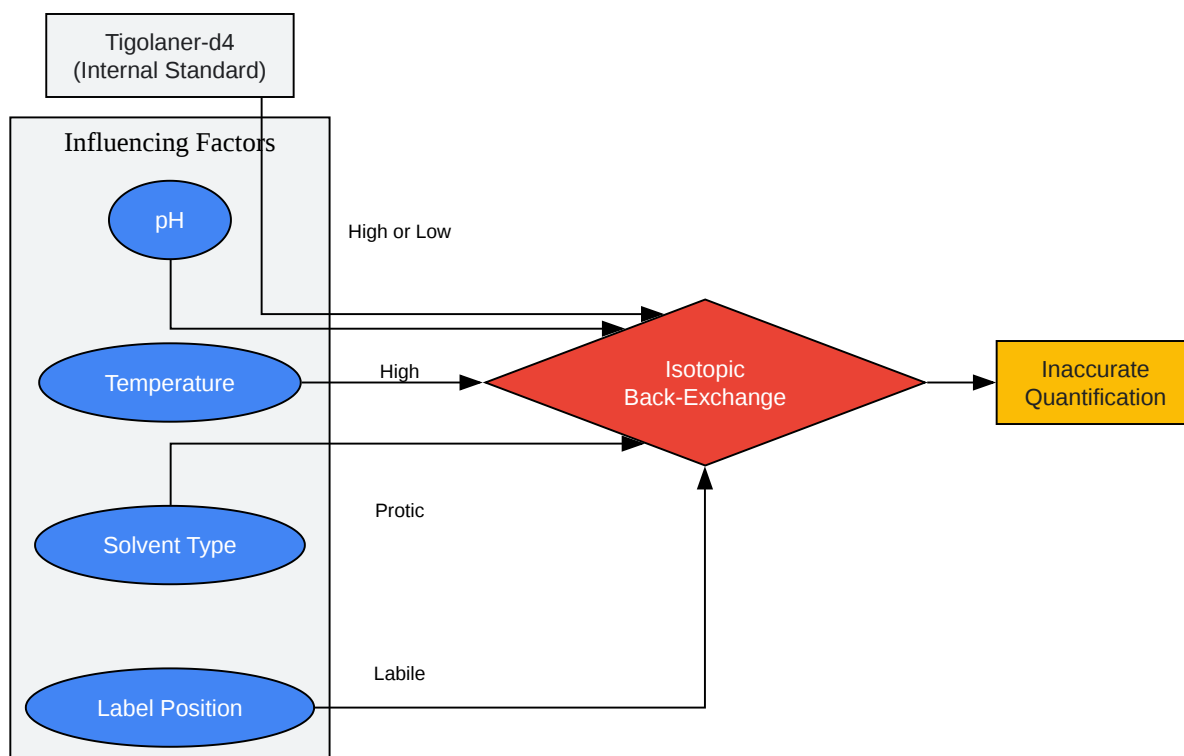 Tigolaner-d4
(Internal Standard)
Influencing Factors
pH
High or Low
Temperature
High
Isotopic
Back-Exchange
Inaccurate
Quantification
Solvent Type
Protic
Label Position
Labile